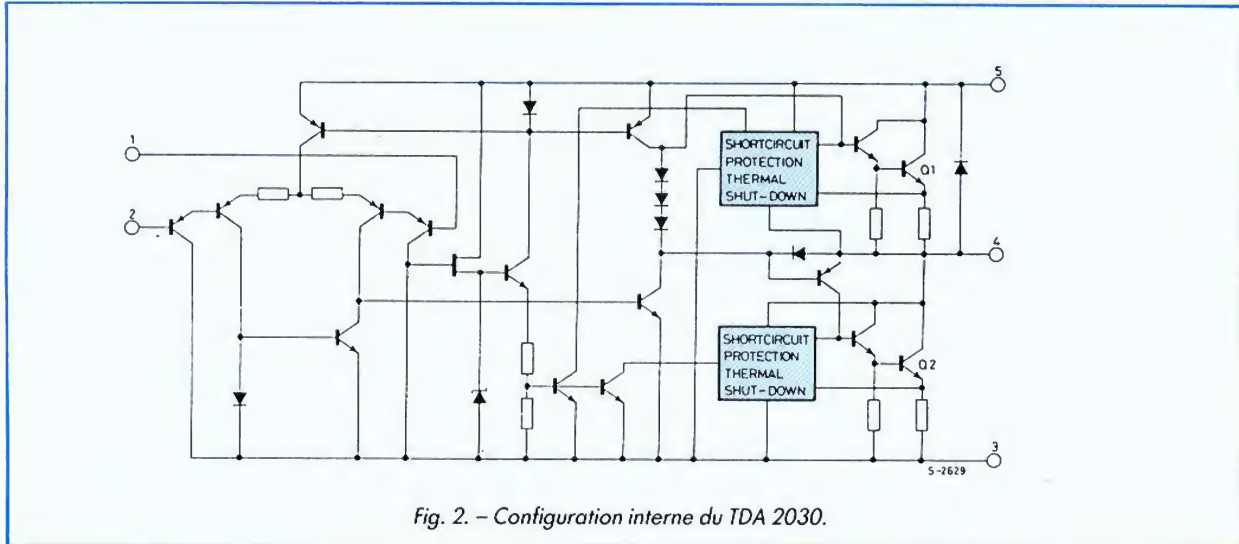 5
1
2
SHORTCIRCUIT
PROTECTION
THERMAL
SHUT-DOWN
Q1
4
SHORTCIRCUIT
PROTECTION
THERMAL
SHUT-DOWN
Q2
3
S-2629
Fig. 2. – Configuration interne du TDA 2030.